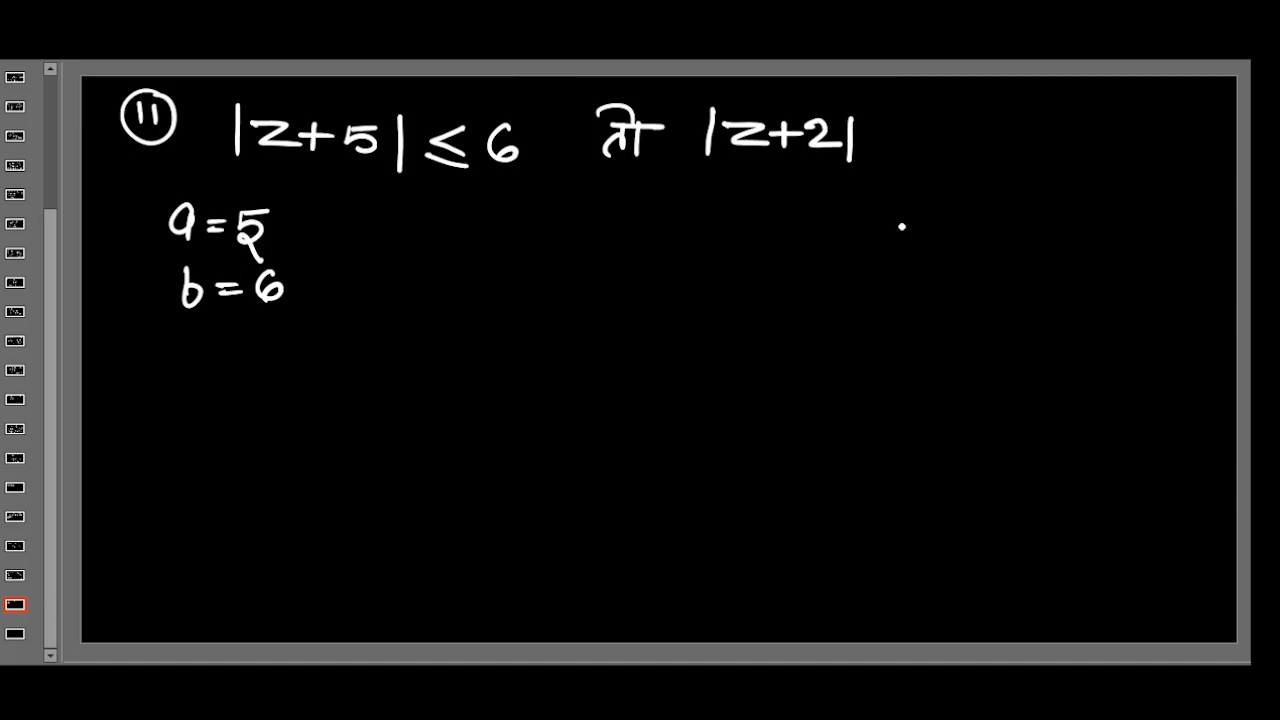 11 |z+5| ≤ 6 तो |z+2|
a = 5
b = 6